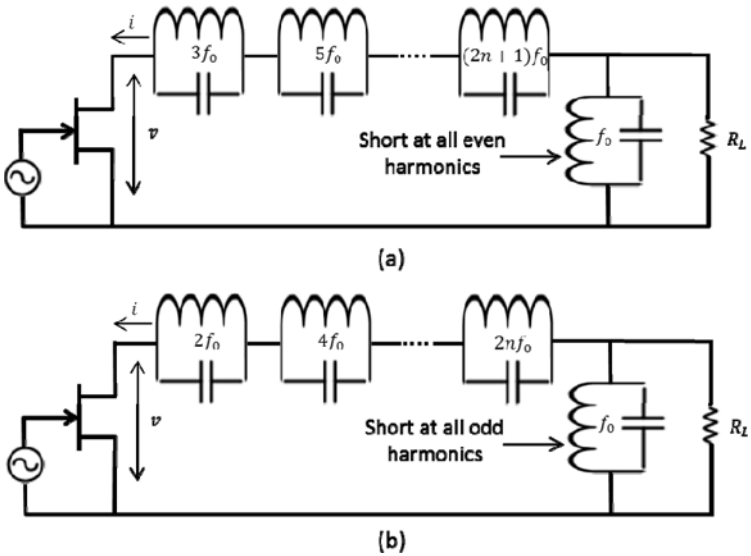 i
3f₀
5f₀
(2n + 1)f₀
v
Short at all even
harmonics
f₀
R_L
(a)
i
2f₀
4f₀
2nf₀
v
Short at all odd
harmonics
f₀
R_L
(b)